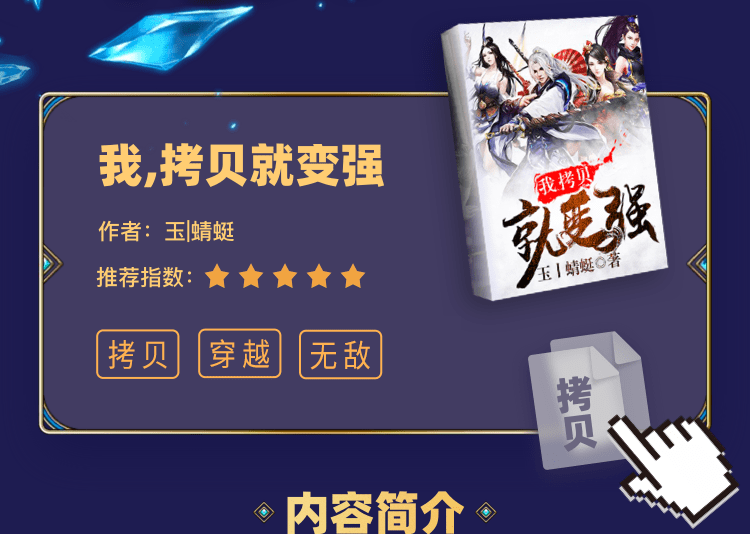 我,拷贝就变强
作者：玉|蜻蜓
推荐指数：
拷贝
穿越
无敌
我拷贝
就变强
玉|蜻蜓◎著
拷
贝
内容简介